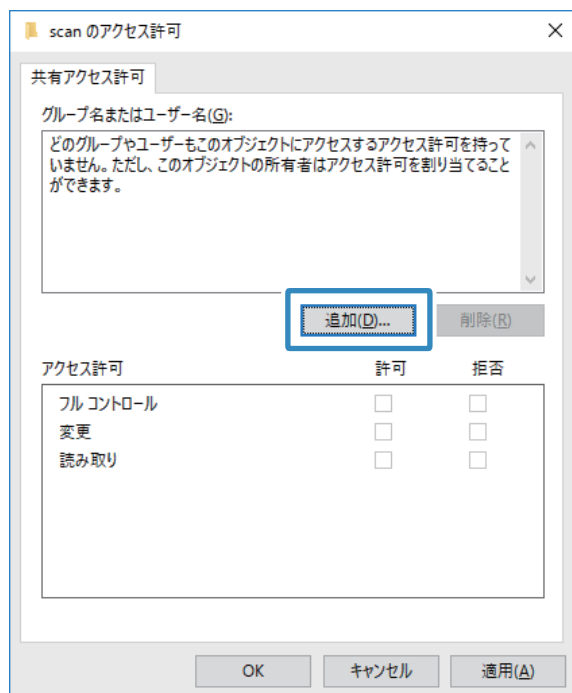 scan のアクセス許可
共有アクセス許可
グループ名またはユーザー名(G):
どのグループやユーザーもこのオブジェクトにアクセスするアクセス許可を持って
いません。ただし、このオブジェクトの所有者はアクセス許可を割り当てること
ができます。
追加(D)... 削除(R)
アクセス許可 許可 拒否
フル コントロール
変更
読み取り
OK キャンセル 適用(A)